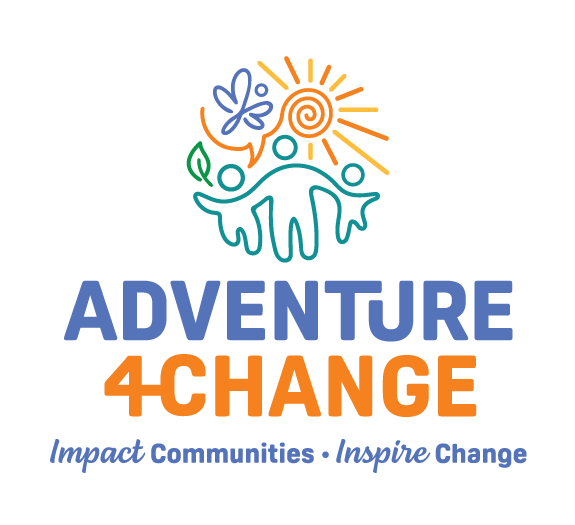 ADVENTURE
4CHANGE
Impact Communities • Inspire Change